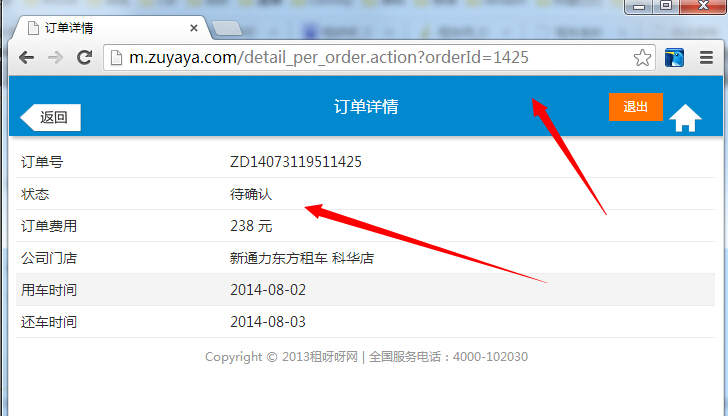 订单详情
m.zuyaya.com/detail_per_order.action?orderId=1425
返回
订单详情
退出
订单号 ZD14073119511425
状态 待确认
订单费用 238 元
公司门店 新通力东方租车 科华店
用车时间 2014-08-02
还车时间 2014-08-03
Copyright © 2013租呀呀网 | 全国服务电话：4000-102030